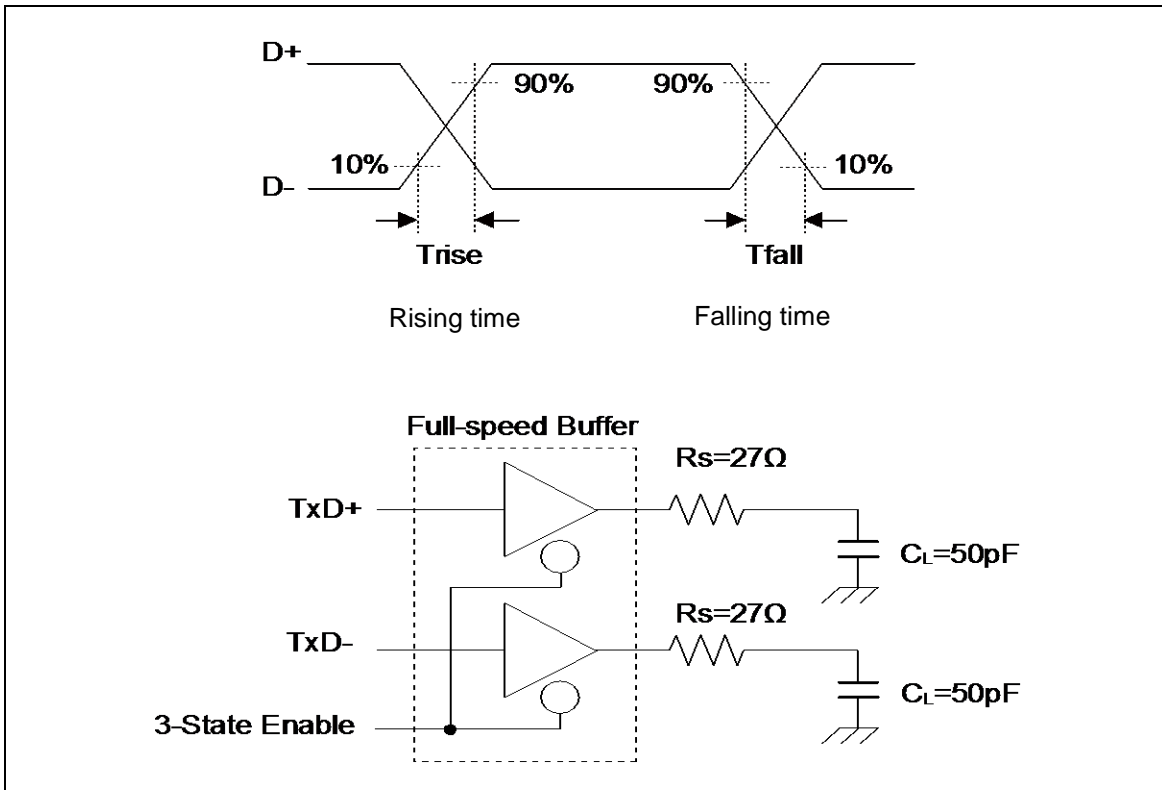 D+
90%
90%
10%
10%
D-
Trise
Tfall
Rising time
Falling time
Full-speed Buffer
Rs=27Ω
TxD+
CL=50pF
Rs=27Ω
TxD-
CL=50pF
3-State Enable